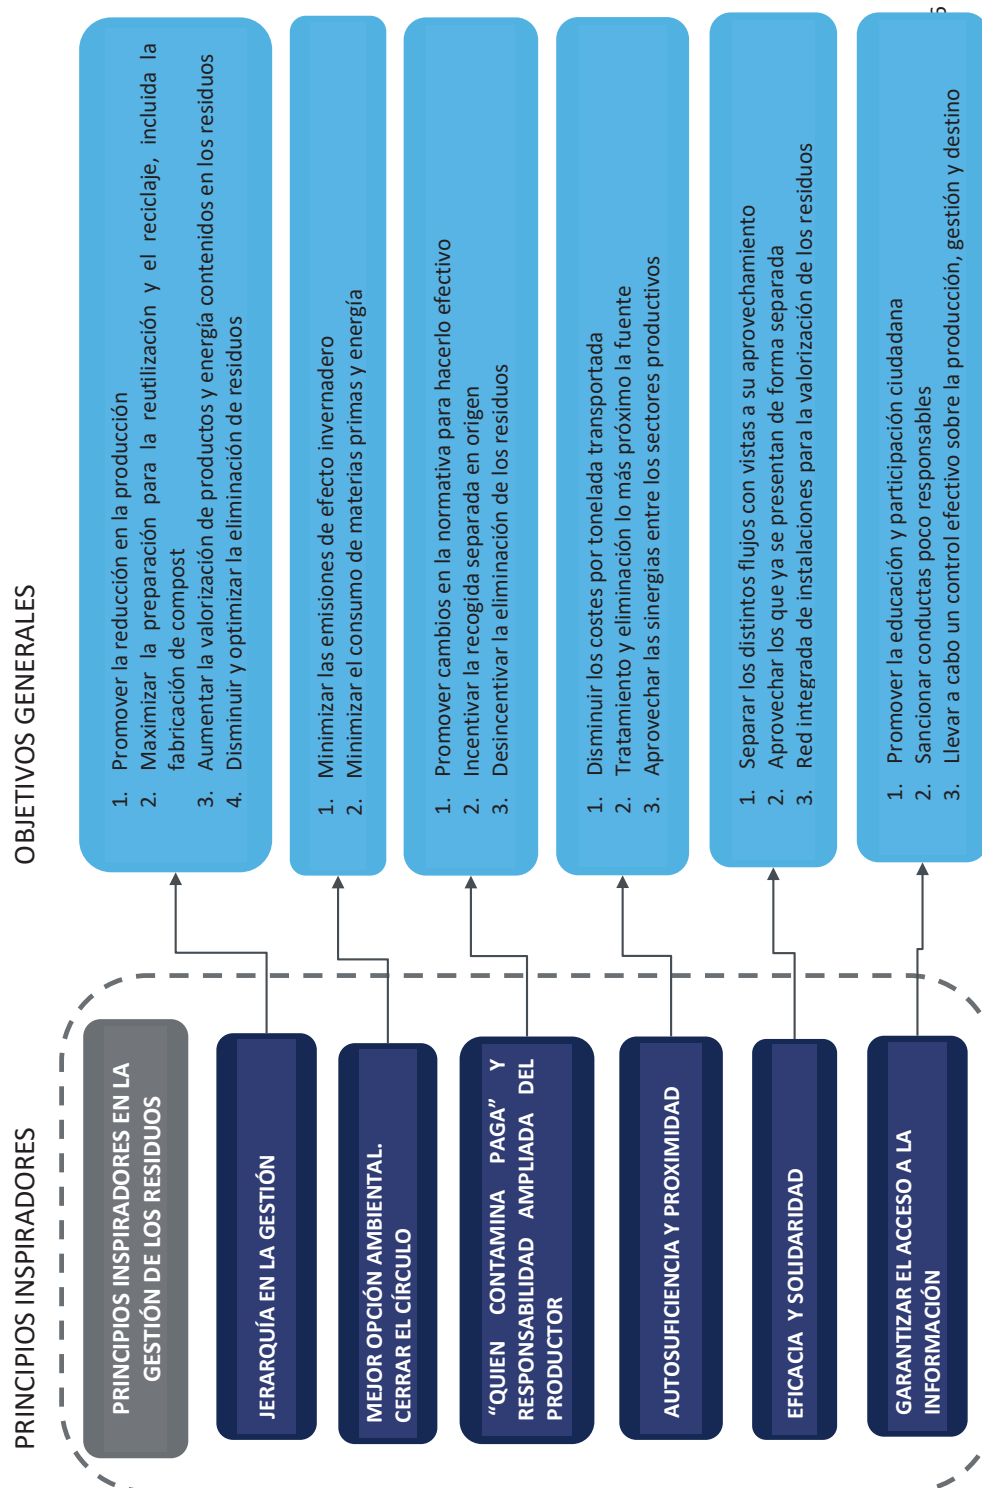 PRINCIPIOS INSPIRADORES
OBJETIVOS GENERALES
PRINCIPIOS INSPIRADORES EN LA
GESTIÓN DE LOS RESIDUOS
JERARQUÍA EN LA GESTIÓN
1. Promover la reducción en la producción
2. Maximizar la preparación para la reutilización y el reciclaje, incluida la
fabricación de compost
3. Aumentar la valorización de productos y energía contenidos en los residuos
4. Disminuir y optimizar la eliminación de residuos
MEJOR OPCIÓN AMBIENTAL.
CERRAR EL CÍRCULO
1. Minimizar las emisiones de efecto invernadero
2. Minimizar el consumo de materias primas y energía
“QUIEN CONTAMINA PAGA” Y
RESPONSABILIDAD AMPLIADA DEL
PRODUCTOR
1. Promover cambios en la normativa para hacerlo efectivo
2. Incentivar la recogida separada en origen
3. Desincentivar la eliminación de los residuos
AUTOSUFICIENCIA Y PROXIMIDAD
1. Disminuir los costes por tonelada transportada
2. Tratamiento y eliminación lo más próximo la fuente
3. Aprovechar las sinergias entre los sectores productivos
EFICACIA Y SOLIDARIDAD
1. Separar los distintos flujos con vistas a su aprovechamiento
2. Aprovechar los que ya se presentan de forma separada
3. Red integrada de instalaciones para la valorización de los residuos
GARANTIZAR EL ACCESO A LA
INFORMACIÓN
1. Promover la educación y participación ciudadana
2. Sancionar conductas poco responsables
3. Llevar a cabo un control efectivo sobre la producción, gestión y destino